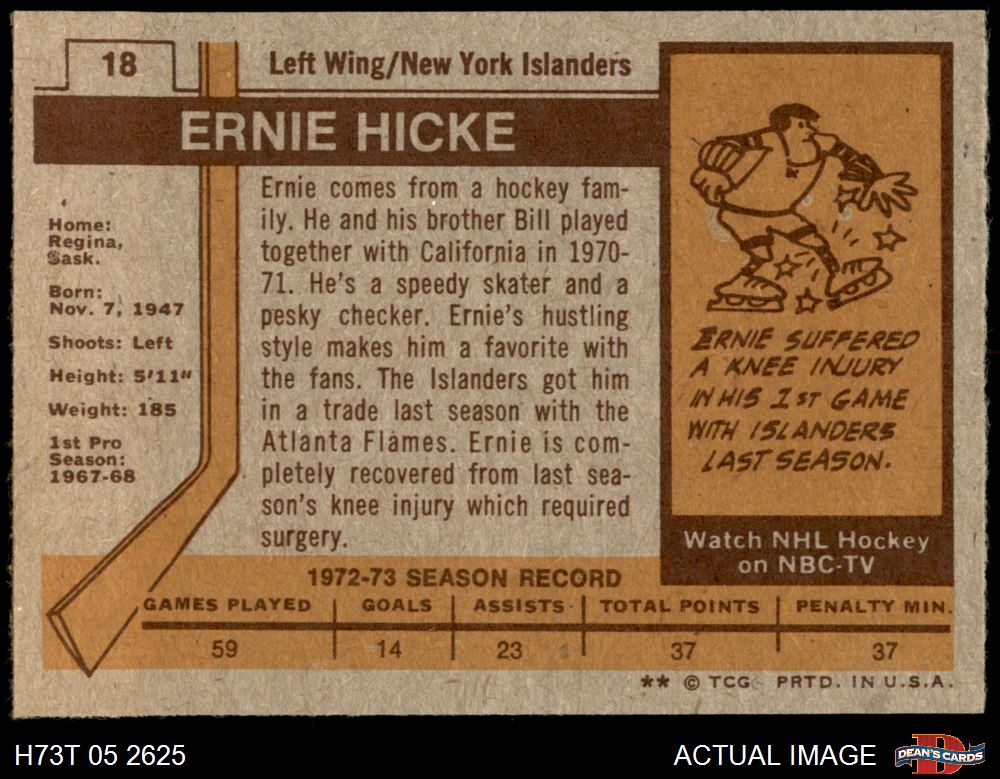 18
Left Wing/New York Islanders
ERNIE HICKE
Home:
Regina,
Sask.
Born:
Nov. 7, 1947
Shoots: Left
Height: 5'11"
Weight: 185
1st Pro
Season:
1967-68
Ernie comes from a hockey fam-
ily. He and his brother Bill played
together with California in 1970-
71. He's a speedy skater and a
pesky checker. Ernie's hustling
style makes him a favorite with
the fans. The Islanders got him
in a trade last season with the
Atlanta Flames. Ernie is com-
pletely recovered from last sea-
son's knee injury which required
surgery.
ERNIE SUFFERED
A KNEE INJURY
IN HIS 1ST GAME
WITH ISLANDERS
LAST SEASON.
Watch NHL Hockey
on NBC-TV
1972-73 SEASON RECORD
GAMES PLAYED GOALS ASSISTS TOTAL POINTS PENALTY MIN.
59 14 23 37 37
** © TCG PRTD. IN U.S.A.
H73T 05 2625 ACTUAL IMAGE DEAN'S CARDS